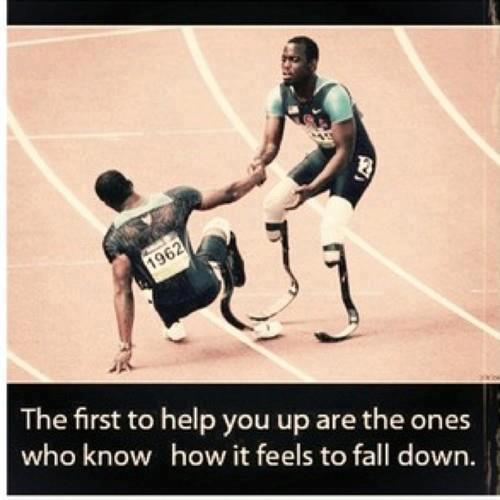 1962
The first to help you up are the ones
who know how it feels to fall down.